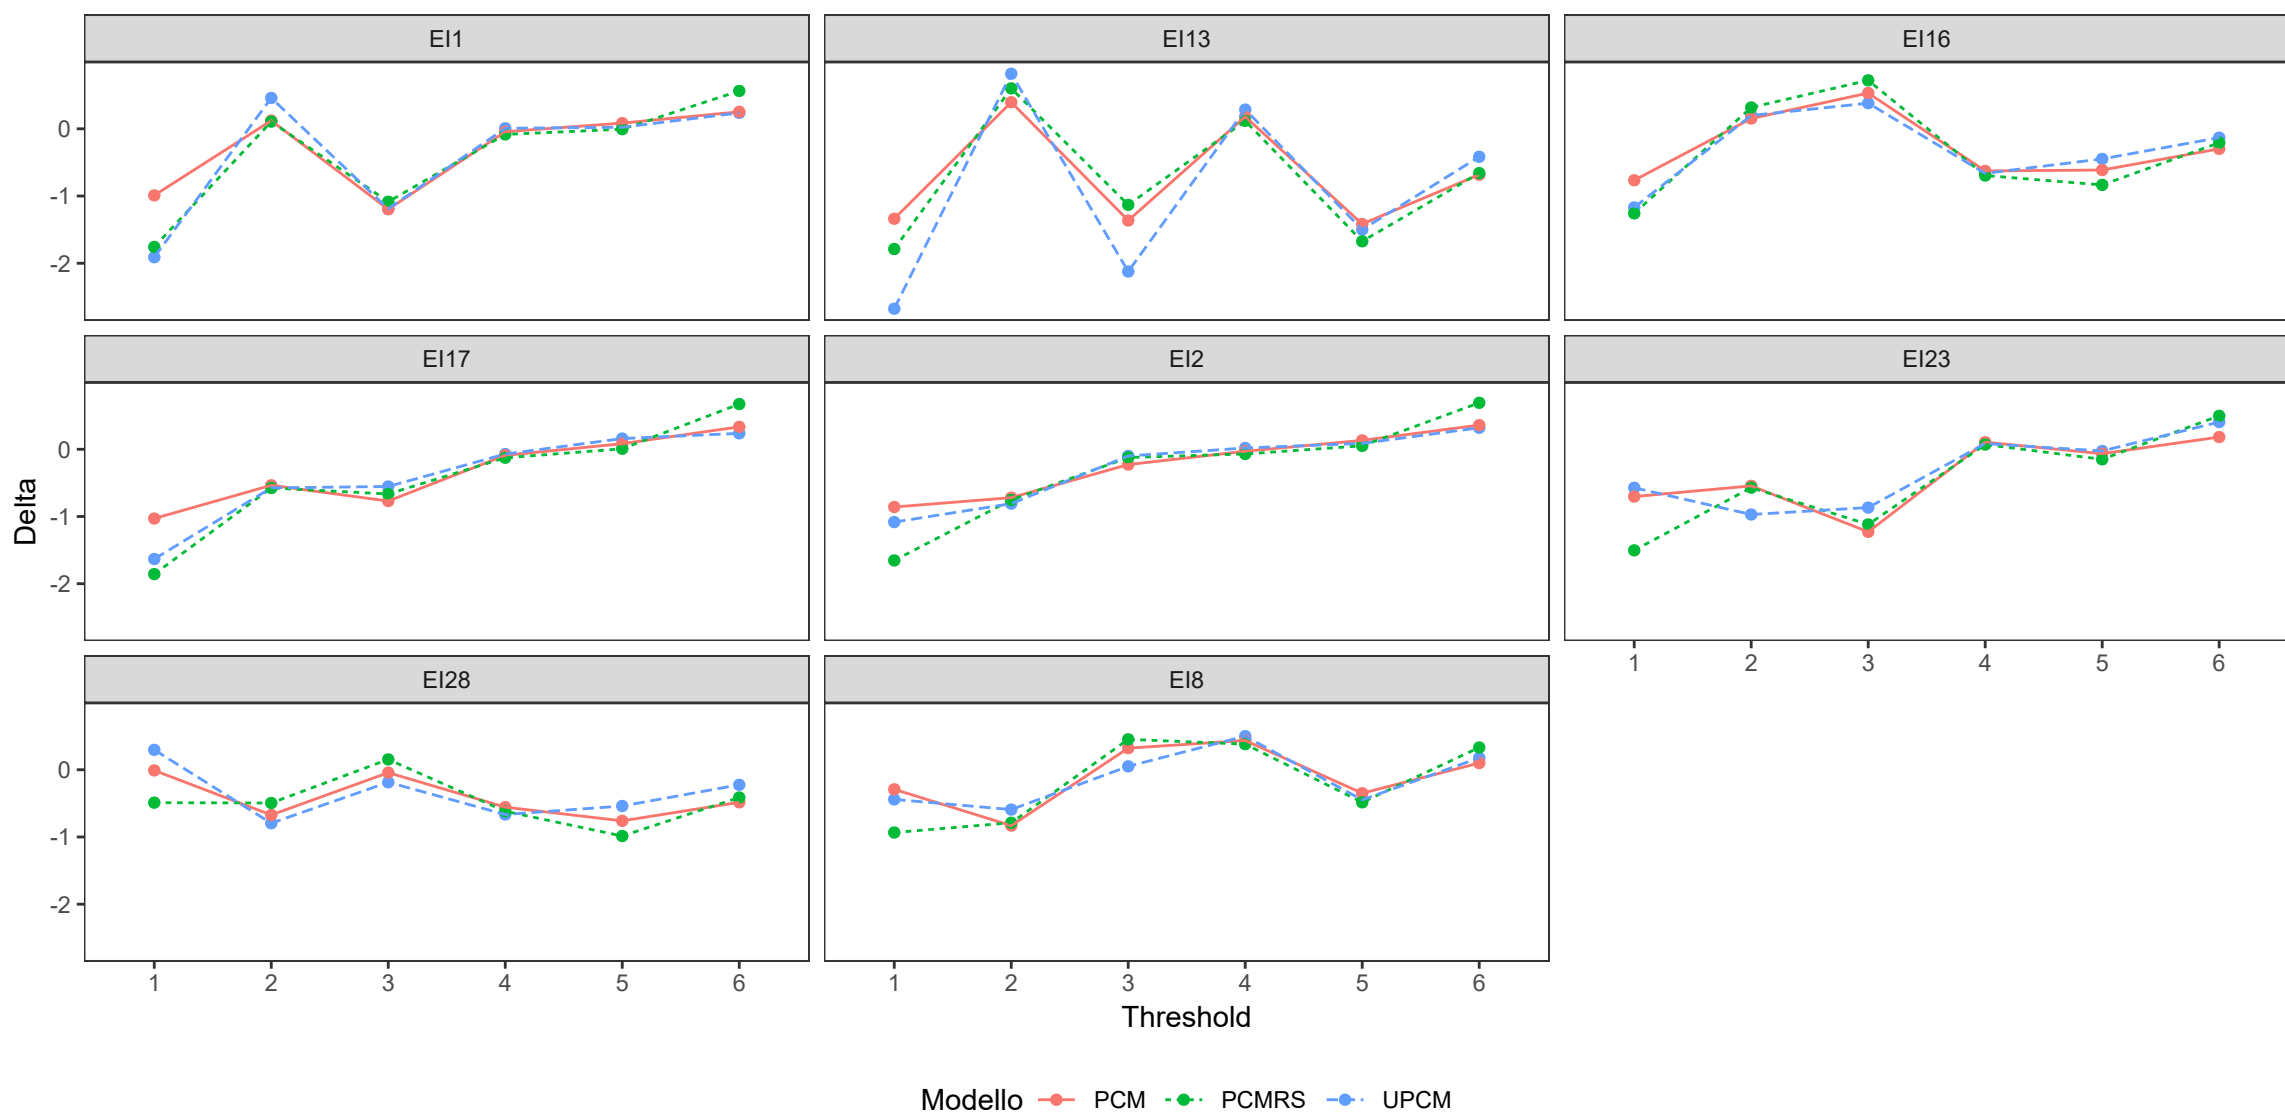 EI1 EI13 EI16
0
-1
-2
EI17 EI2 EI23
0
-1
-2
1 2 3 4 5 6
EI28 EI8
0
-1
-2
1 2 3 4 5 6 1 2 3 4 5 6
Delta
Threshold
Modello PCM PCMRS UPCM